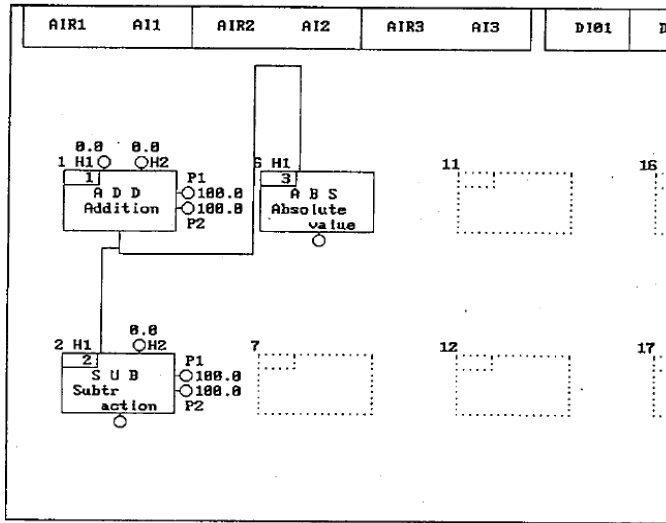 AIR1 AI1 AIR2 AI2 AIR3 AI3 DI01
0.0 0.0
1 H1 H2
1
A D D
Addition
P1
100.0
100.0
P2
6 H1
3
A B S
Absolute
value
11
16
0.0
2 H1 H2
2
S U B
Subtr
action
P1
100.0
100.0
P2
7
12
17